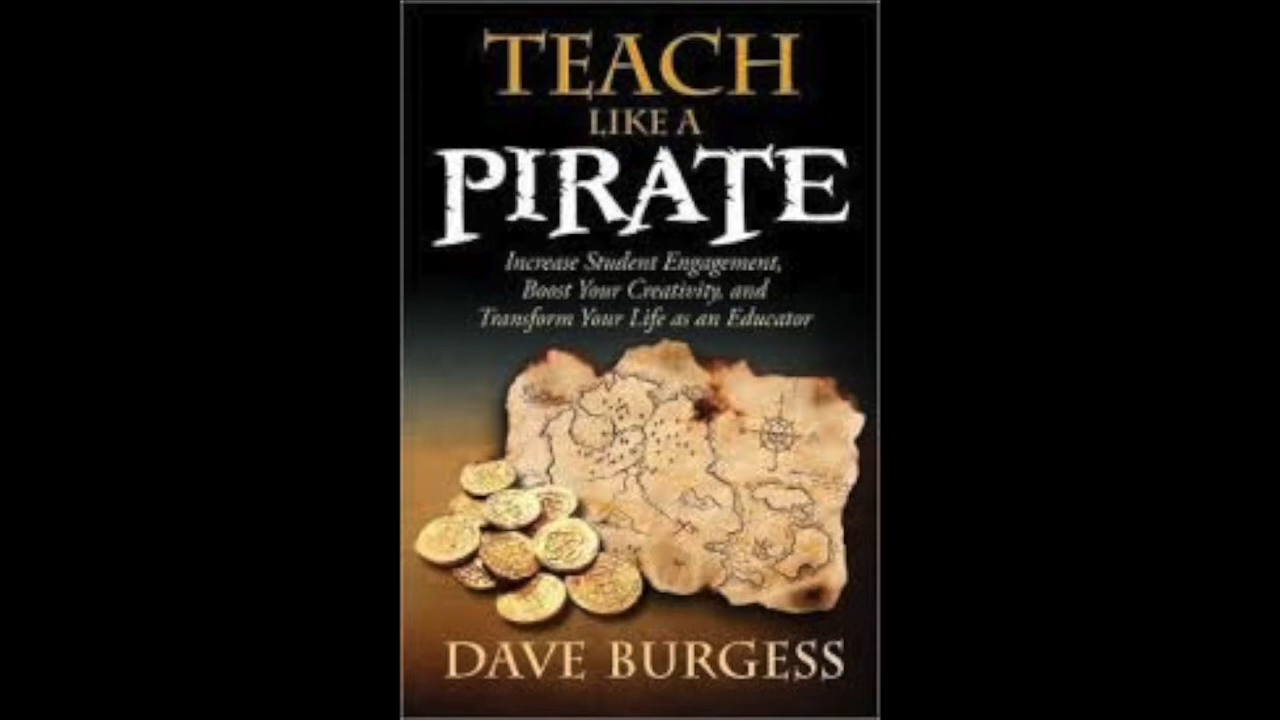 TEACH
LIKE A
PIRATE
Increase Student Engagement,
Boost Your Creativity, and
Transform Your Life as an Educator
DAVE BURGESS